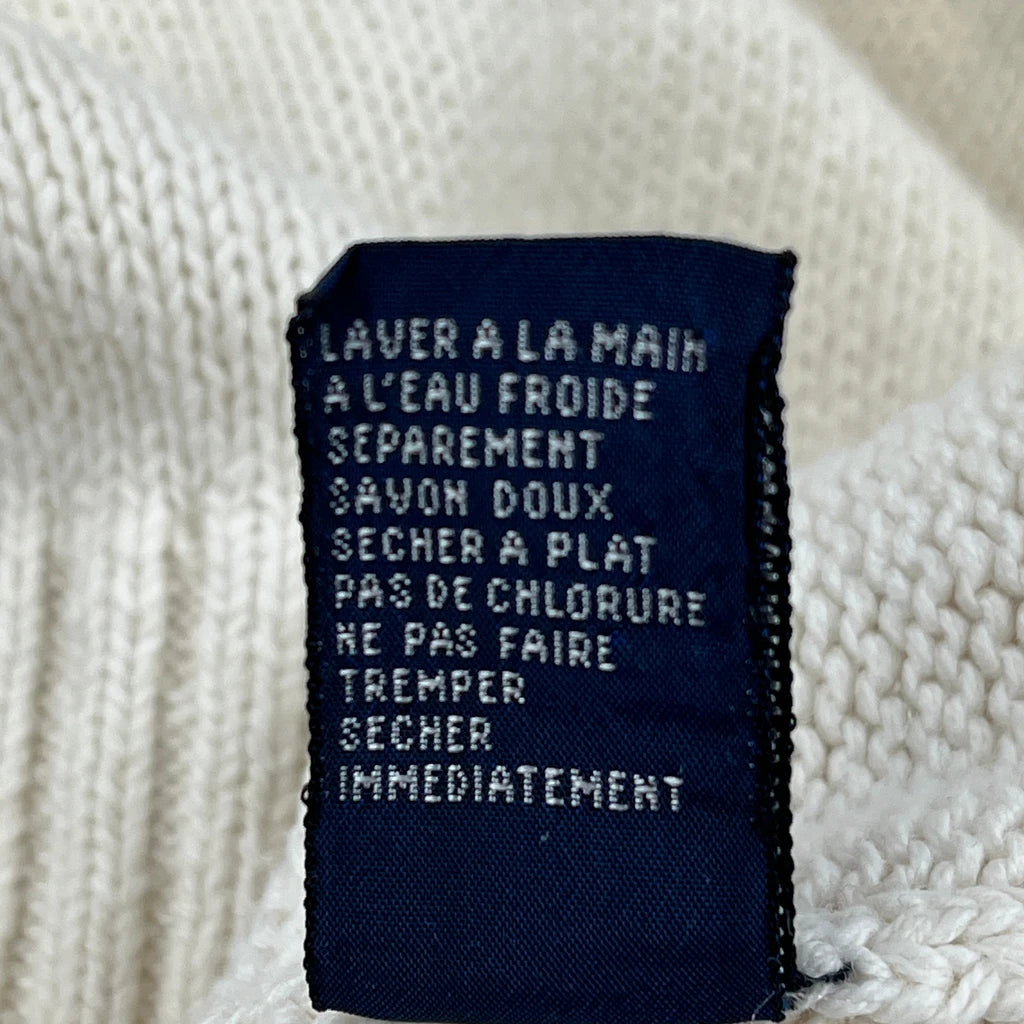 LAVER A LA MAIN
A L'EAU FROIDE
SEPAREMENT
SAVON DOUX
SECHER A PLAT
PAS DE CHLORURE
NE PAS FAIRE
TREMPER
SECHER
IMMEDIATEMENT